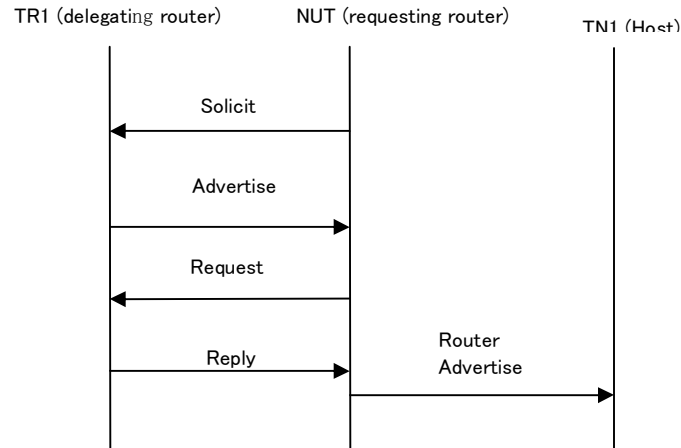 TR1 (delegating router)
NUT (requesting router)
TN1 (Host)
Solicit
Advertise
Request
Reply
Router
Advertise